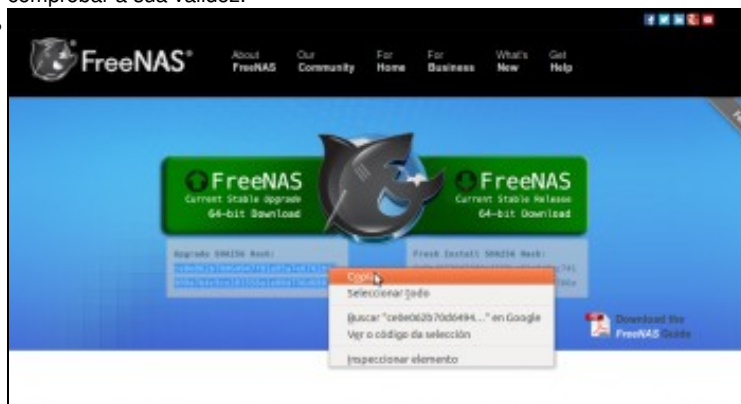 comprobar a súa validez.
FreeNAS®
About FreeNAS
Our Community
For Home
For Business
What's New
Get Help
FreeNAS
Current Stable Upgrade
64-bit Download
FreeNAS
Current Stable Release
64-bit Download
Upgrade SHA256 Hash:
Fresh Install SHA256 Hash:
Copiar
Seleccionar todo
Buscar "ce8e062b70d6494..." en Google
Ver o código da selección
Inspeccionar elemento
Download the
FreeNAS Guide